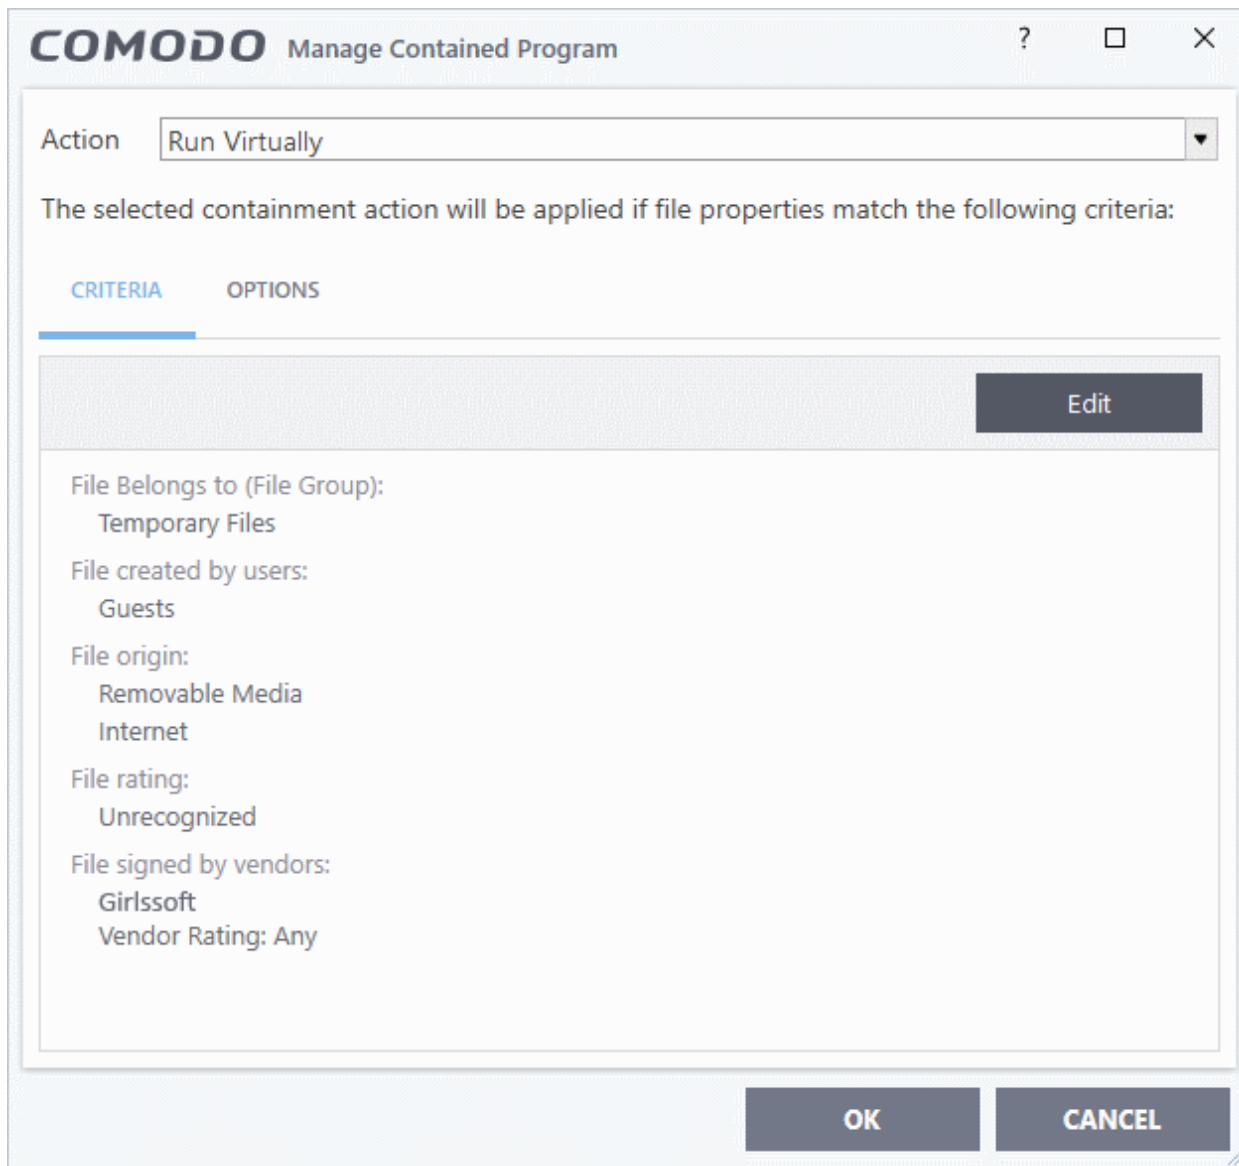 COMODO Manage Contained Program ?
Action Run Virtually
The selected containment action will be applied if file properties match the following criteria:
CRITERIA OPTIONS
Edit
File Belongs to (File Group):
Temporary Files
File created by users:
Guests
File origin:
Removable Media
Internet
File rating:
Unrecognized
File signed by vendors:
Girlssoft
Vendor Rating: Any
OK CANCEL